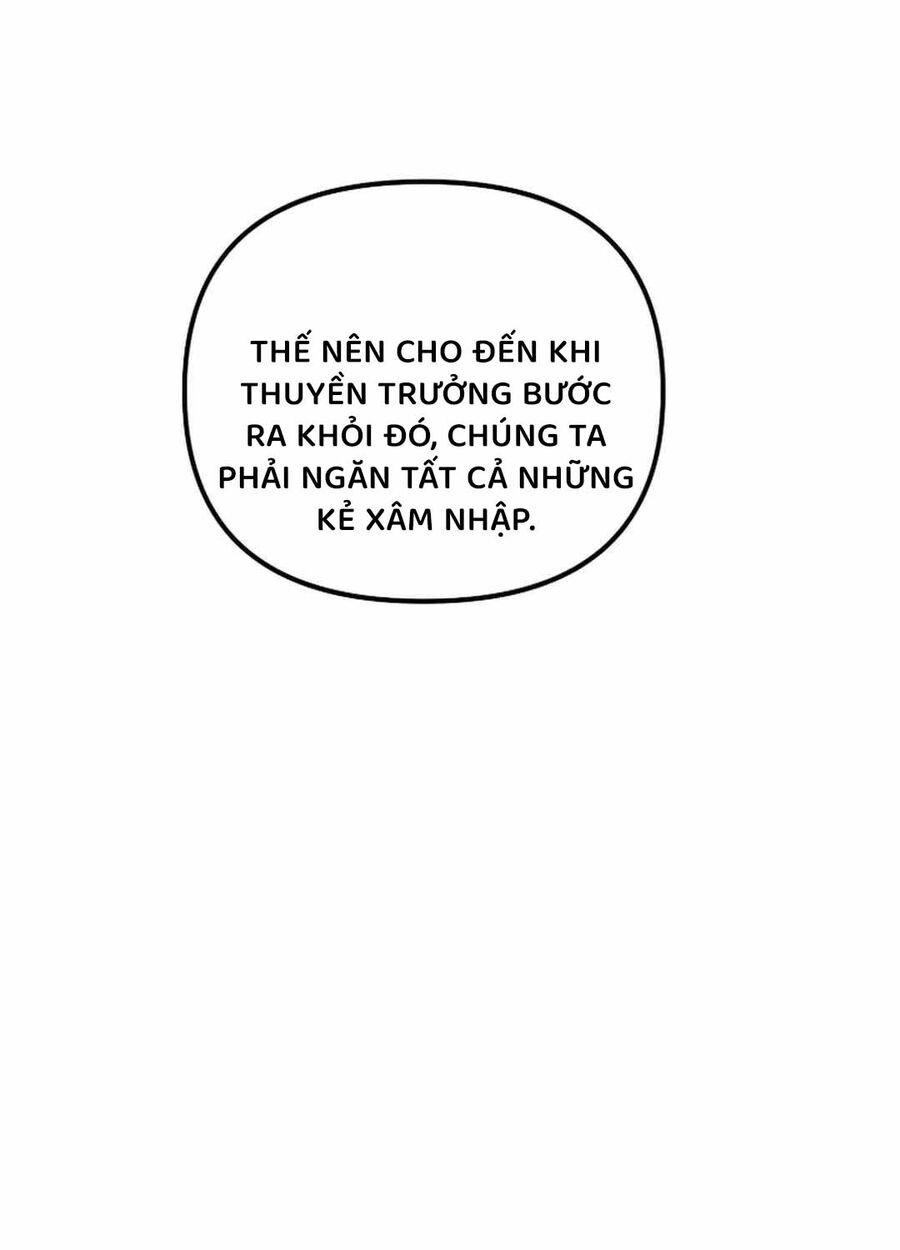 THẾ NÊN CHO ĐẾN KHI
THUYỀN TRƯỞNG BƯỚC
RA KHỎI ĐÓ, CHÚNG TA
PHẢI NGĂN TẤT CẢ NHỮNG
KẺ XÂM NHẬP.